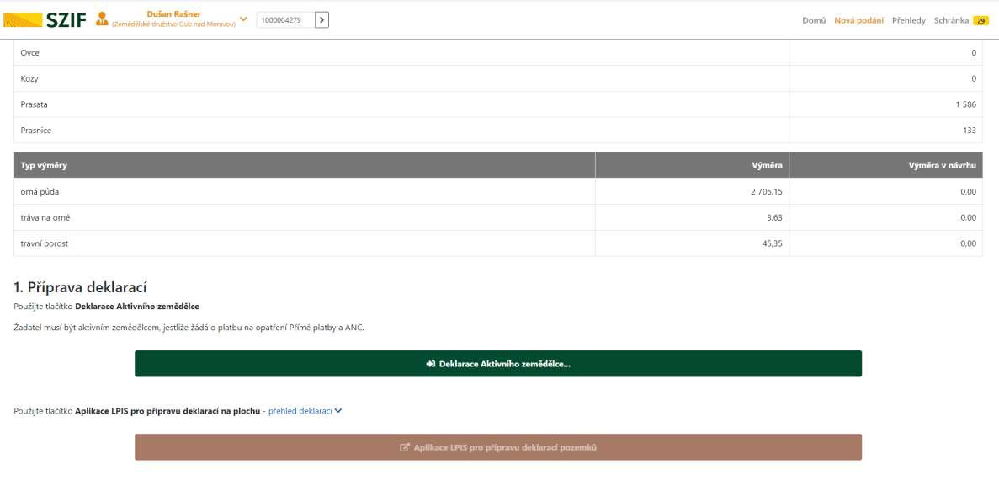 SZIF
Dušan Rašner
(Zemědělské družstvo Dub nad Moravou)
1000004279
Domů Nová podání Přehledy Schránka 29
Ovce 0
Kozy 0
Prasata 1 586
Prasnice 133
Typ výměry Výměra Výměra v návrhu
orná půda 2 705,15 0,00
tráva na orné 3,63 0,00
travní porost 45,35 0,00
1. Příprava deklarací
Použijte tlačítko Deklarace Aktivního zemědělce
Žadatel musí být aktivním zemědělcem, jestliže žádá o platbu na opatření Přímé platby a ANC.
Deklarace Aktivního zemědělce...
Použijte tlačítko Aplikace LPIS pro přípravu deklarací na plochu - přehled deklarací
Aplikace LPIS pro přípravu deklarací pozemků